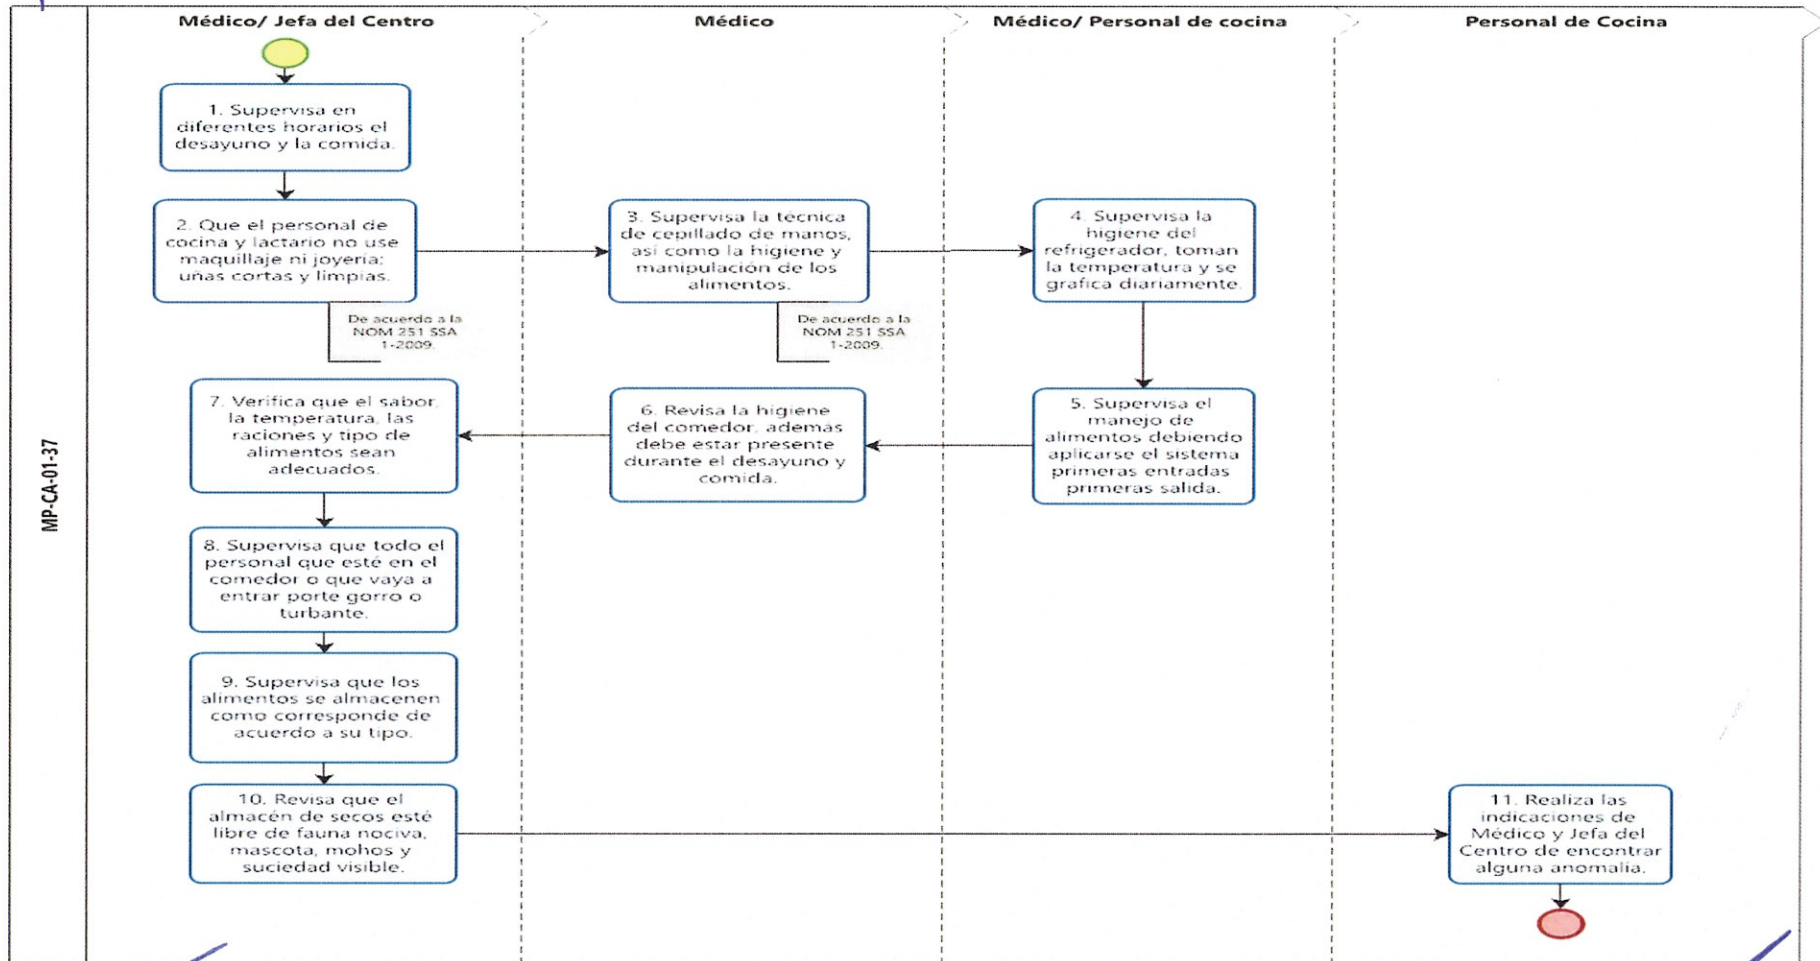 Médico/ Jefa del Centro
Médico
Médico/ Personal de cocina
Personal de Cocina
MP-CA-01-37
1. Supervisa en
diferentes horarios el
desayuno y la comida.
2. Que el personal de
cocina y lactario no use
maquillaje ni joyería;
uñas cortas y limpias.
De acuerdo a la
NOM 251 SSA
1-2009.
3. Supervisa la técnica
de cepillado de manos,
así como la higiene y
manipulación de los
alimentos.
De acuerdo a la
NOM 251 SSA
1-2009.
4. Supervisa la
higiene del
refrigerador, toman
la temperatura y se
grafica diariamente.
5. Supervisa el
manejo de
alimentos debiendo
aplicarse el sistema
primeras entradas
primeras salida.
6. Revisa la higiene
del comedor, además
debe estar presente
durante el desayuno y
comida.
7. Verifica que el sabor,
la temperatura, las
raciones y tipo de
alimentos sean
adecuados.
8. Supervisa que todo el
personal que esté en el
comedor o que vaya a
entrar porte gorro o
turbante.
9. Supervisa que los
alimentos se almacenen
como corresponde de
acuerdo a su tipo.
10. Revisa que el
almacén de secos esté
libre de fauna nociva,
mascota, mohos y
suciedad visible.
11. Realiza las
indicaciones de
Médico y Jefa del
Centro de encontrar
alguna anomalía.